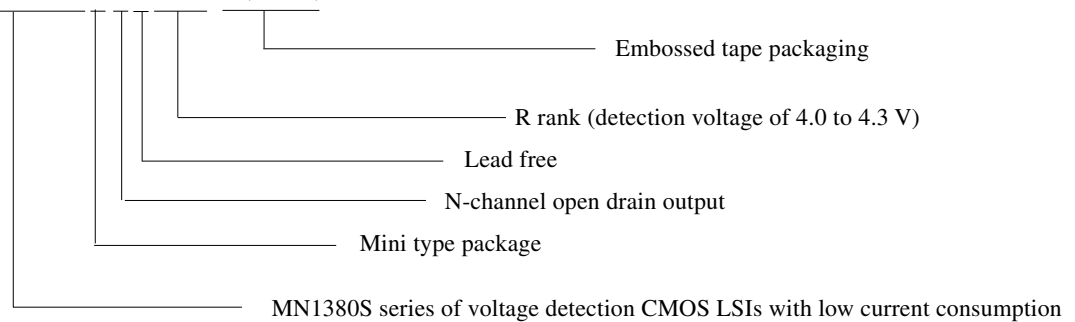 Embossed tape packaging
R rank (detection voltage of 4.0 to 4.3 V)
Lead free
N-channel open drain output
Mini type package
MN1380S series of voltage detection CMOS LSIs with low current consumption